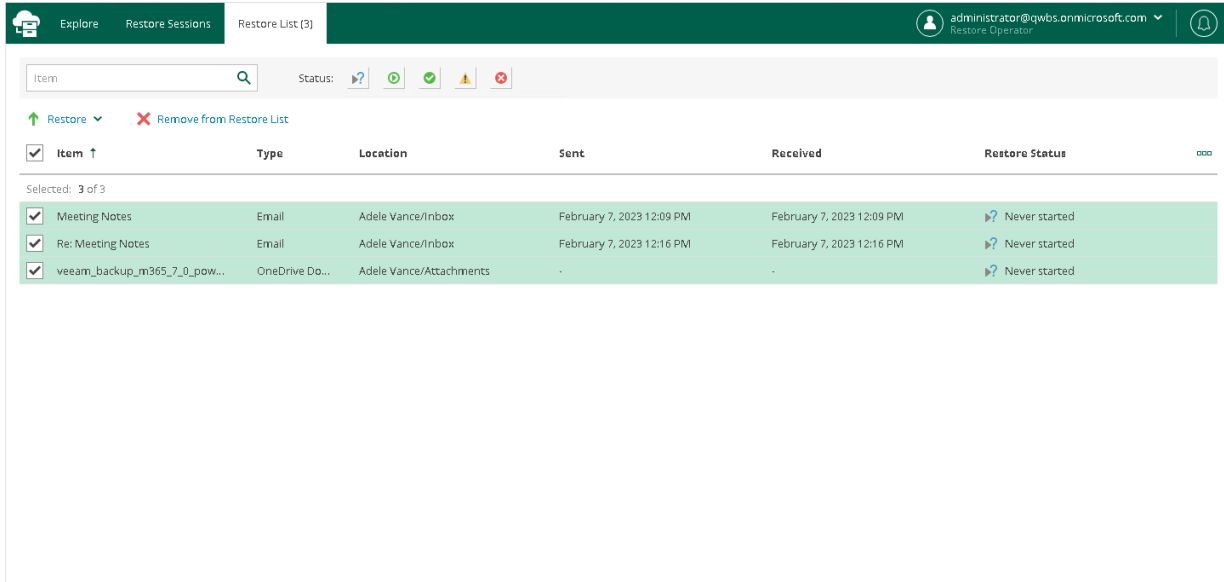 Explore Restore Sessions Restore List (3) administrator@qwbs.onmicrosoft.com
Restore Operator
Item Status:
Restore Remove from Restore List
Item Type Location Sent Received Restore Status
Selected: 3 of 3
Meeting Notes Email Adele Vance/Inbox February 7, 2023 12:09 PM February 7, 2023 12:09 PM Never started
Re: Meeting Notes Email Adele Vance/Inbox February 7, 2023 12:16 PM February 7, 2023 12:16 PM Never started
veeam_backup_m365_7_0_pow... OneDrive Do... Adele Vance/Attachments - - Never started